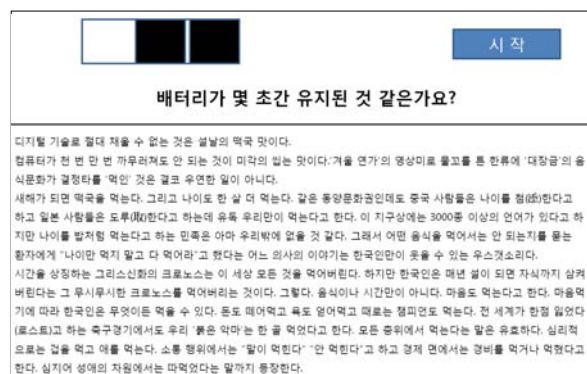 시 작
배터리가 몇 초간 유지된 것 같은가요?
디지털 기술로 절대 채울 수 없는 것은 설날의 떡국 맛이다.
컴퓨터가 천 번 만 번 까무러쳐도 안 되는 것이 미각의 씹는 맛이다.'겨울 연가'의 영상미로 물꼬를 튼 한류에 '대장금'의 음
식문화가 결정타를 '먹인' 것은 결코 우연한 일이 아니다.
새해가 되면 떡국을 먹는다. 그리고 나이도 한 살 더 먹는다. 같은 동양문화권인데도 중국 사람들은 나이를 첨(添)한다고
하고 일본 사람들은 도루(取)한다고 하는데 유독 우리만이 먹는다고 한다. 이 지구상에는 3000종 이상의 언어가 있다고 하
지만 나이를 밥처럼 먹는다고 하는 민족은 아마 우리밖에 없을 것 같다. 그래서 어떤 음식을 먹어서는 안 되는지를 묻는
환자에게 "나이만 먹지 말고 다 먹어라"고 했다는 어느 의사의 이야기는 한국인만이 웃을 수 있는 우스갯소리다.
시간을 상징하는 그리스신화의 크로노스는 이 세상 모든 것을 먹어버린다. 하지만 한국인은 매년 설이 되면 자식까지 삼켜
버린다는 그 무시무시한 크로노스를 먹어버리는 것이다. 그렇다. 음식이나 시간만이 아니다. 마음도 먹는다고 한다. 마음먹
기에 따라 한국인은 무엇이든 먹을 수 있다. 돈도 떼어먹고 욕도 얻어먹고 때로는 챔피언도 먹는다. 전 세계가 한점 잃었다
(로스트)고 하는 축구경기에서도 우리 '붉은 악마'는 한 골 먹었다고 한다. 모든 층위에서 먹는다는 말은 유효하다. 심리적
으로는 겁을 먹고 애를 먹는다. 소통 행위에서는 "말이 먹힌다" "안 먹힌다"고 하고 경제 면에서는 경비를 먹거나 먹혔다고
한다. 심지어 성애의 차원에서는 따먹었다는 말까지 등장한다.